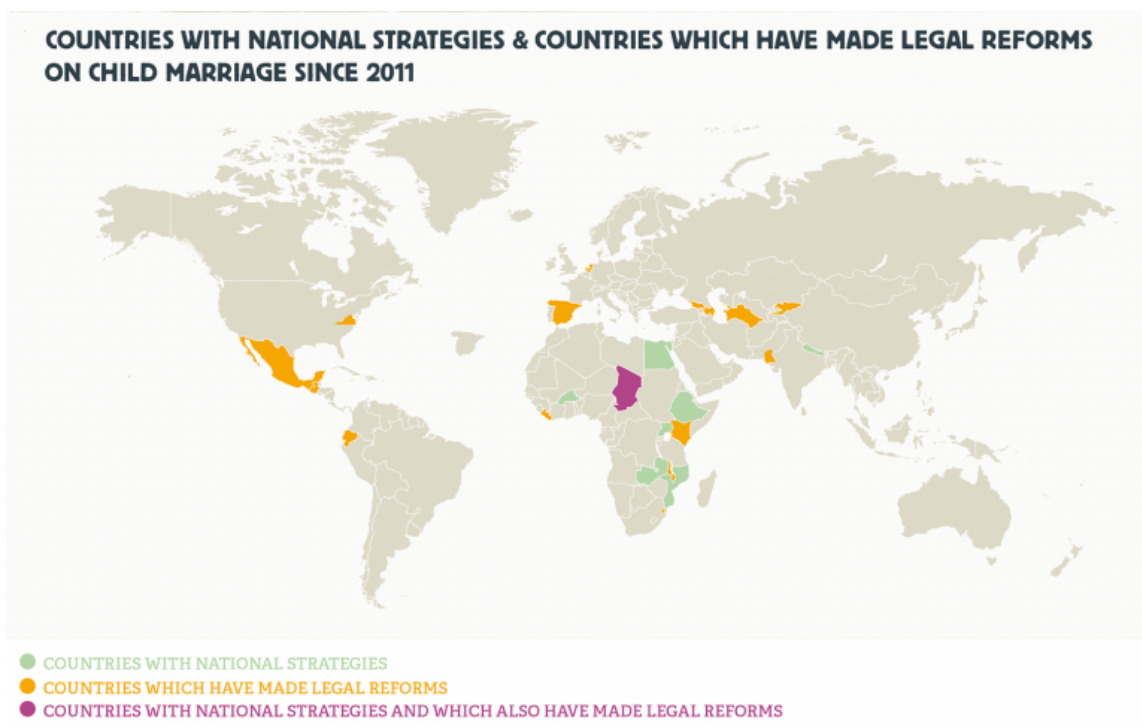 COUNTRIES WITH NATIONAL STRATEGIES & COUNTRIES WHICH HAVE MADE LEGAL REFORMS
ON CHILD MARRIAGE SINCE 2011
COUNTRIES WITH NATIONAL STRATEGIES
COUNTRIES WHICH HAVE MADE LEGAL REFORMS
COUNTRIES WITH NATIONAL STRATEGIES AND WHICH ALSO HAVE MADE LEGAL REFORMS